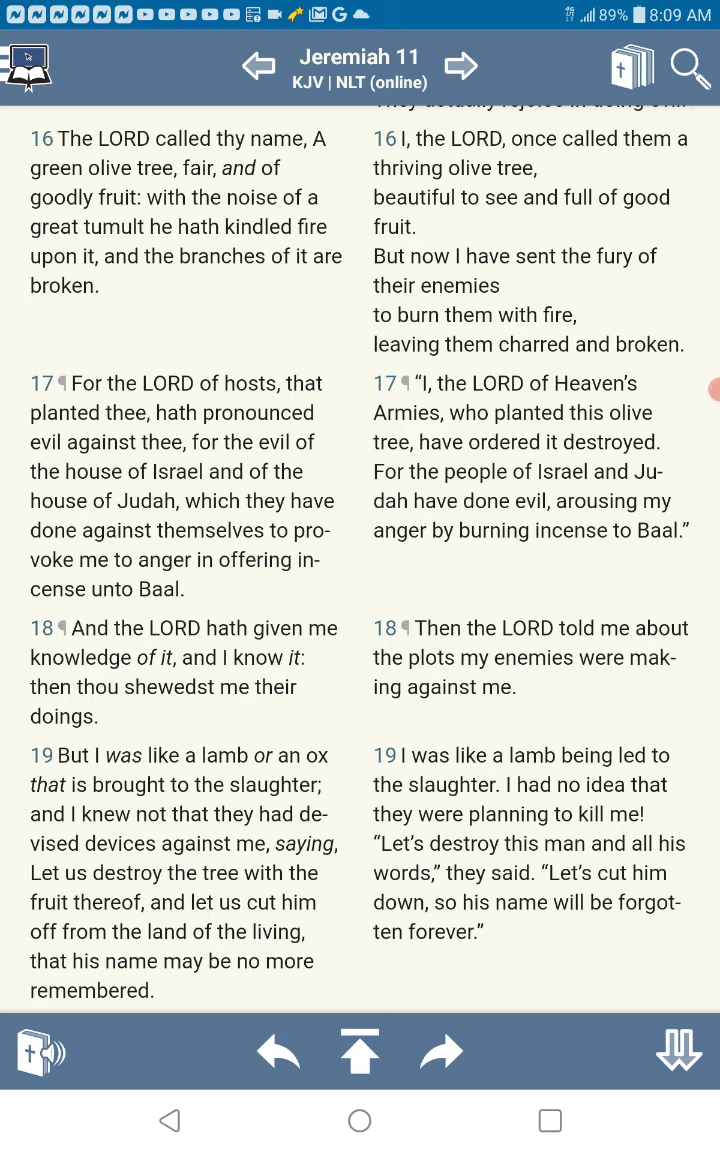 89% 8:09 AM
Jeremiah 11
KJV | NLT (online)
16 The LORD called thy name, A
green olive tree, fair, and of
goodly fruit: with the noise of a
great tumult he hath kindled fire
upon it, and the branches of it are
broken.
16 I, the LORD, once called them a
thriving olive tree,
beautiful to see and full of good
fruit.
But now I have sent the fury of
their enemies
to burn them with fire,
leaving them charred and broken.
17 ¶ For the LORD of hosts, that
planted thee, hath pronounced
evil against thee, for the evil of
the house of Israel and of the
house of Judah, which they have
done against themselves to pro-
voke me to anger in offering in-
cense unto Baal.
17 ¶ “I, the LORD of Heaven’s
Armies, who planted this olive
tree, have ordered it destroyed.
For the people of Israel and Ju-
dah have done evil, arousing my
anger by burning incense to Baal.”
18 ¶ And the LORD hath given me
knowledge of it, and I know it:
then thou shewedst me their
doings.
18 ¶ Then the LORD told me about
the plots my enemies were mak-
ing against me.
19 But I was like a lamb or an ox
that is brought to the slaughter;
and I knew not that they had de-
vised devices against me, saying,
Let us destroy the tree with the
fruit thereof, and let us cut him
off from the land of the living,
that his name may be no more
remembered.
19 I was like a lamb being led to
the slaughter. I had no idea that
they were planning to kill me!
“Let’s destroy this man and all his
words,” they said. “Let’s cut him
down, so his name will be forgot-
ten forever.”